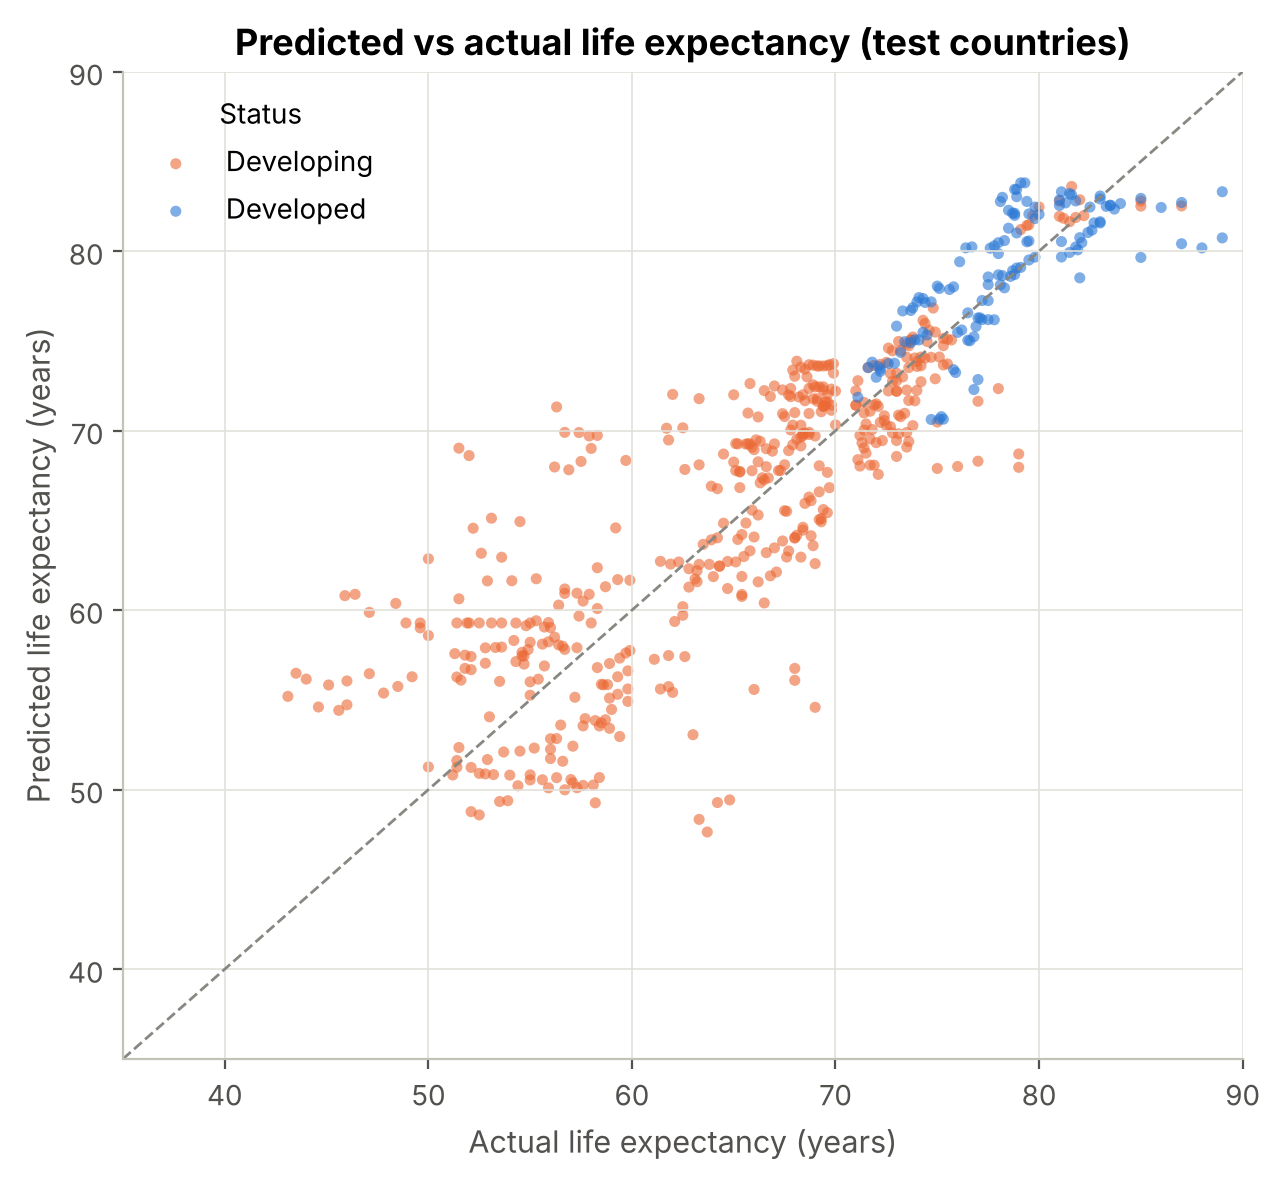 Predicted vs actual life expectancy (test countries)
Status
Developing
Developed
Predicted life expectancy (years)
90
80
70
60
50
40
40 50 60 70 80 90
Actual life expectancy (years)